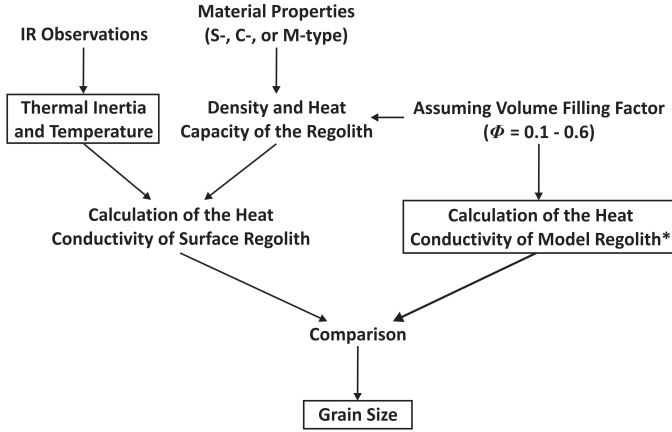 IR Observations
Material Properties
(S-, C-, or M-type)
Thermal Inertia
and Temperature
Density and Heat
Capacity of the Regolith
Assuming Volume Filling Factor
(Φ = 0.1 - 0.6)
Calculation of the Heat
Conductivity of Surface Regolith
Calculation of the Heat
Conductivity of Model Regolith*
Comparison
Grain Size